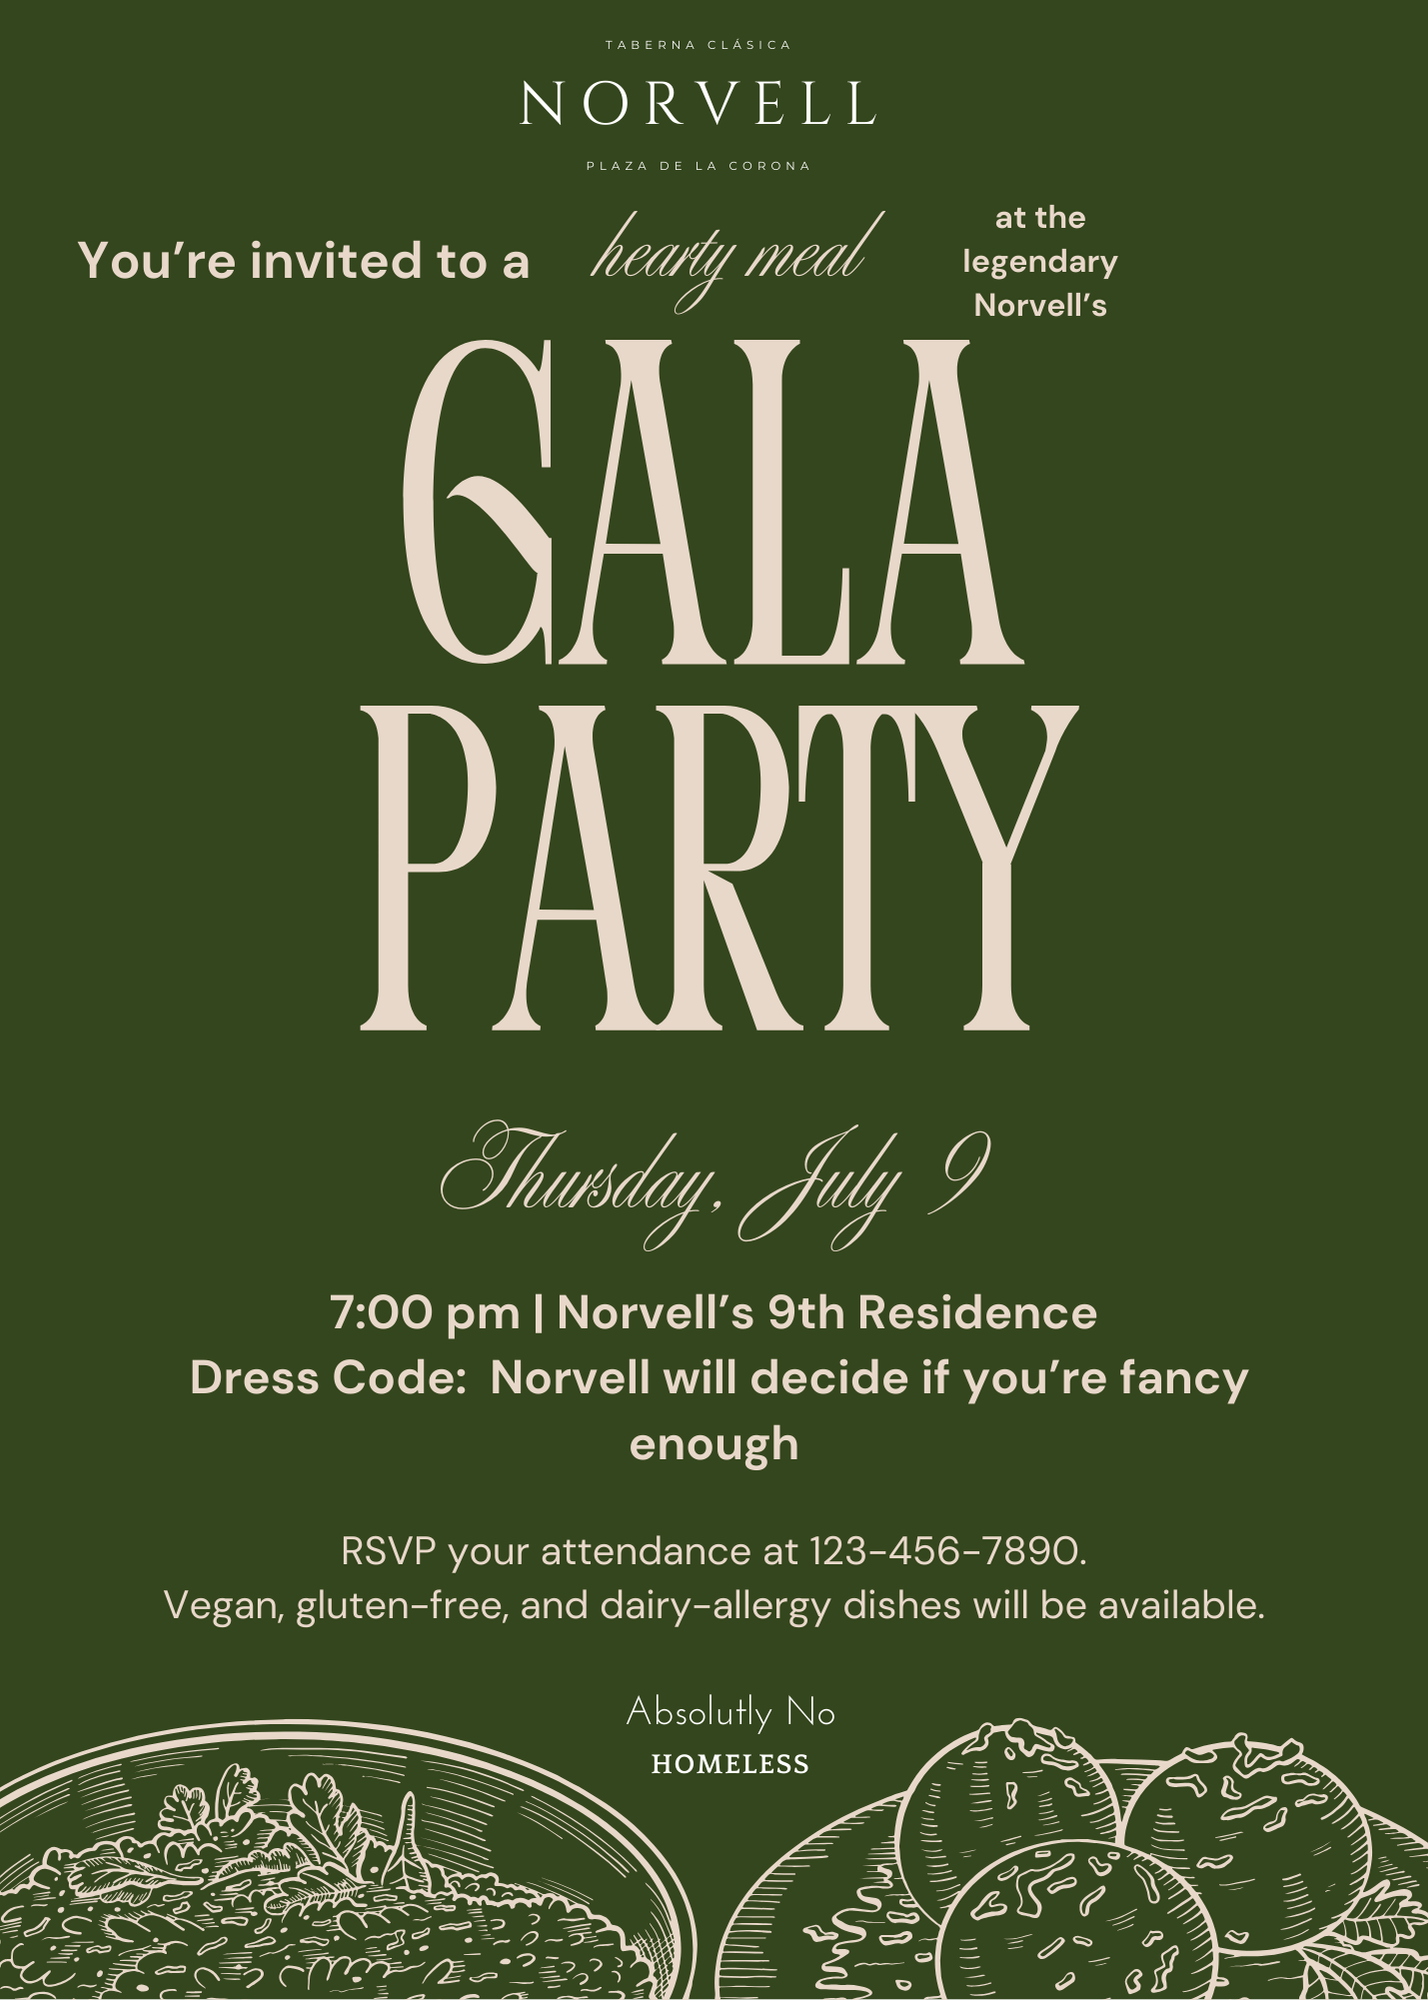 TABERNA CLÁSICA
NORVELL
PLAZA DE LA CORONA
You’re invited to a
hearty meal
at the
legendary
Norvell’s
GALA
PARTY
Thursday, July 9
7:00 pm | Norvell’s 9th Residence
Dress Code: Norvell will decide if you’re fancy
enough
RSVP your attendance at 123-456-7890.
Vegan, gluten-free, and dairy-allergy dishes will be available.
Absolutly No
HOMELESS